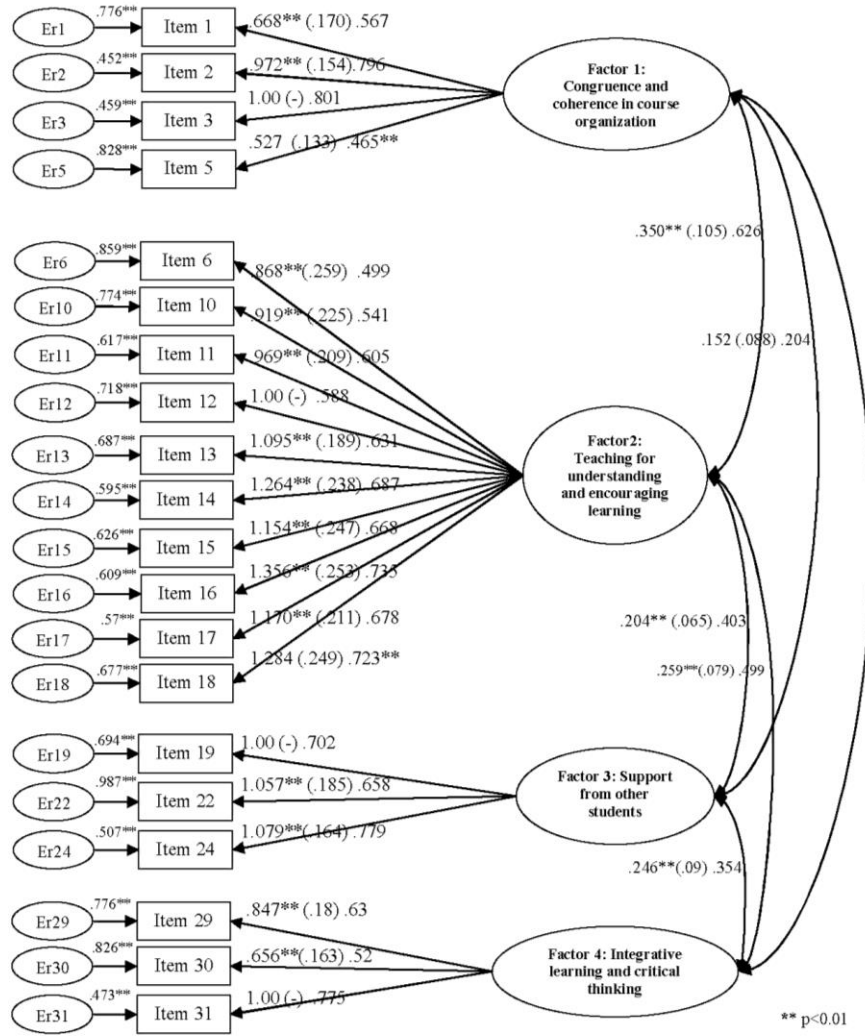 Er1 .776** Item 1 .668** (.170) .567
Er2 .452** Item 2 .972** (.154) .796
Er3 .459** Item 3 1.00 (-) .801
Er5 .828** Item 5 .527 (.133) .465**
Factor 1:
Congruence and
coherence in course
organization
.350** (.105) .626
.152 (.088) .204
Er6 .859** Item 6 .868** (.259) .499
Er10 .774** Item 10 .919** (.225) .541
Er11 .617** Item 11 .969** (.209) .605
Er12 .718** Item 12 1.00 (-) .588
Er13 .687** Item 13 1.095** (.189) .631
Er14 .595** Item 14 1.264** (.238) .687
Er15 .626** Item 15 1.154** (.247) .668
Er16 .609** Item 16 1.356** (.253) .735
Er17 .57** Item 17 1.170** (.211) .678
Er18 .677** Item 18 1.284 (.249) .723**
Factor2:
Teaching for
understanding
and encouraging
learning
.204** (.065) .403
.259** (.079) .499
Er19 .694** Item 19 1.00 (-) .702
Er22 .987** Item 22 1.057** (.185) .658
Er24 .507** Item 24 1.079** (.164) .779
Factor 3: Support
from other
students
.246** (.09) .354
Er29 .776** Item 29 .847** (.18) .63
Er30 .826** Item 30 .656** (.163) .52
Er31 .473** Item 31 1.00 (-) .775
Factor 4: Integrative
learning and critical
thinking
** p<0.01